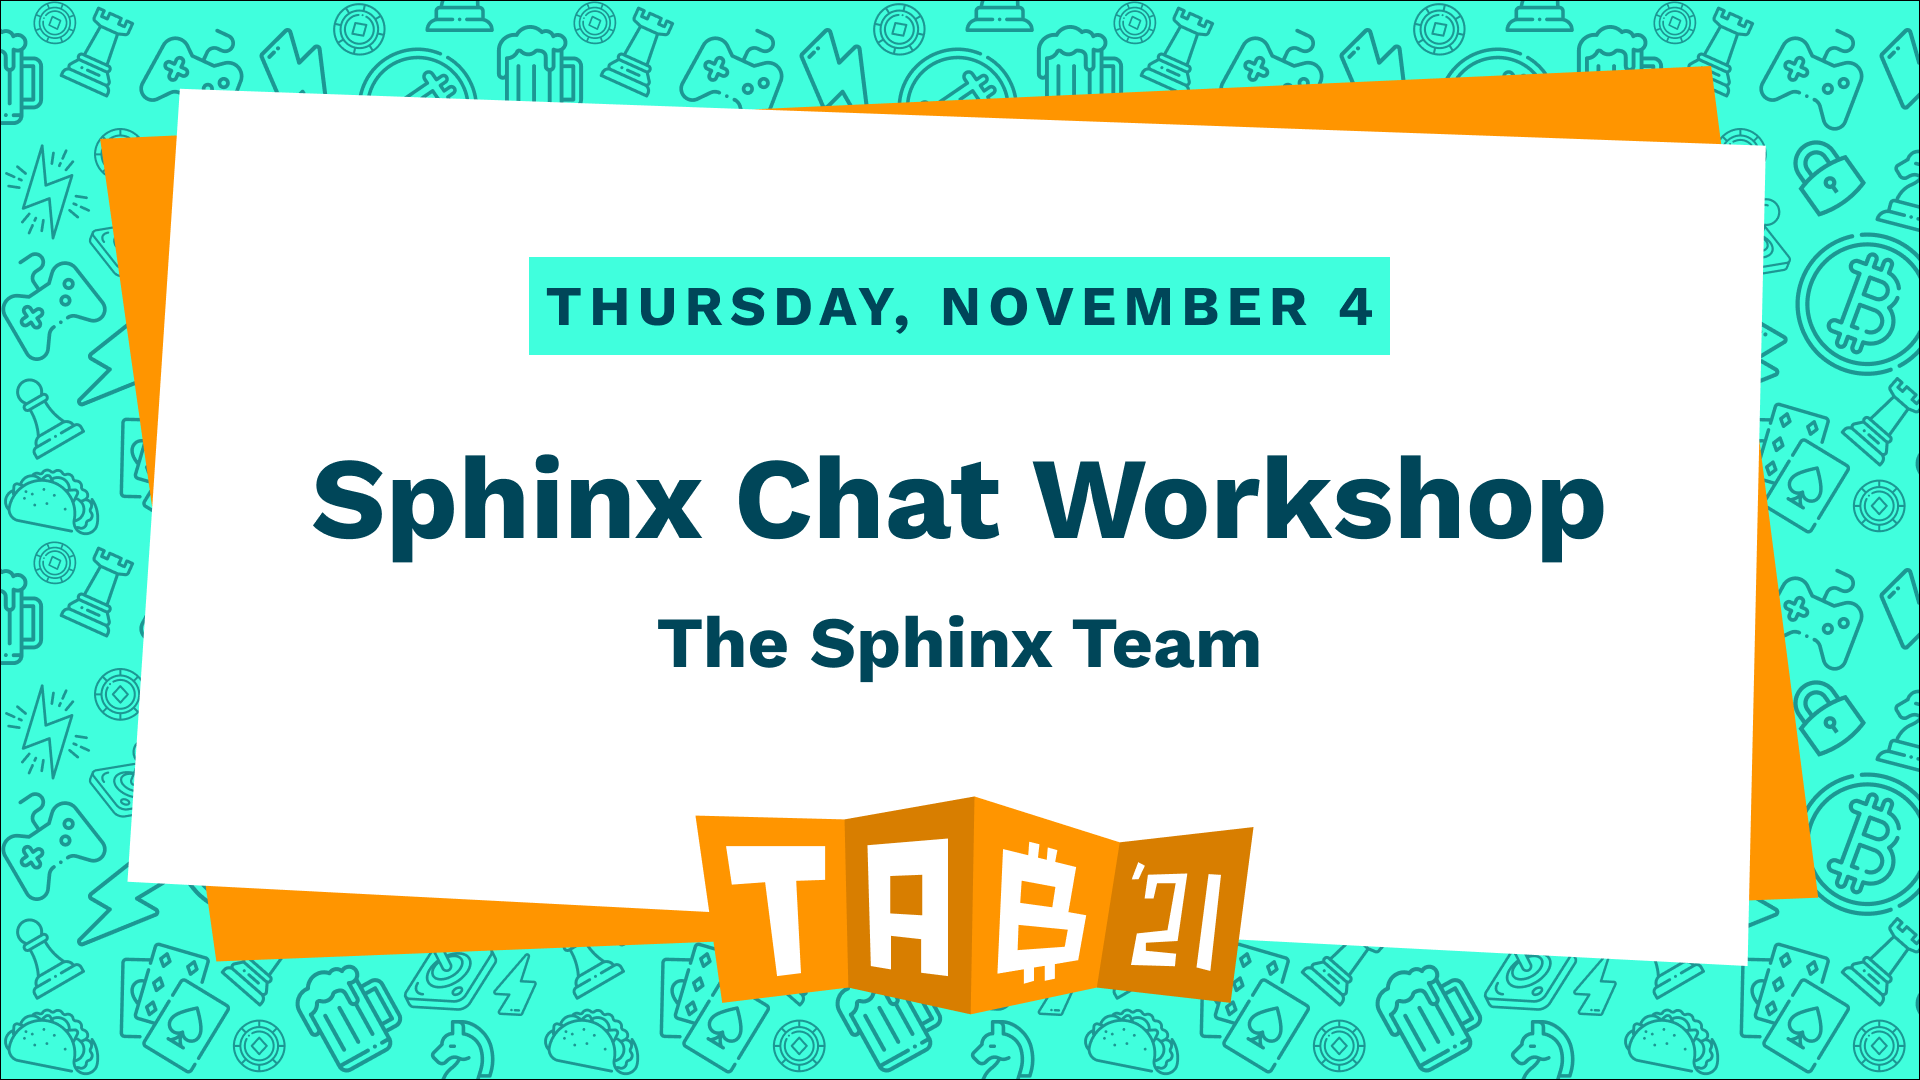 THURSDAY, NOVEMBER 4
Sphinx Chat Workshop
The Sphinx Team
TAB '21